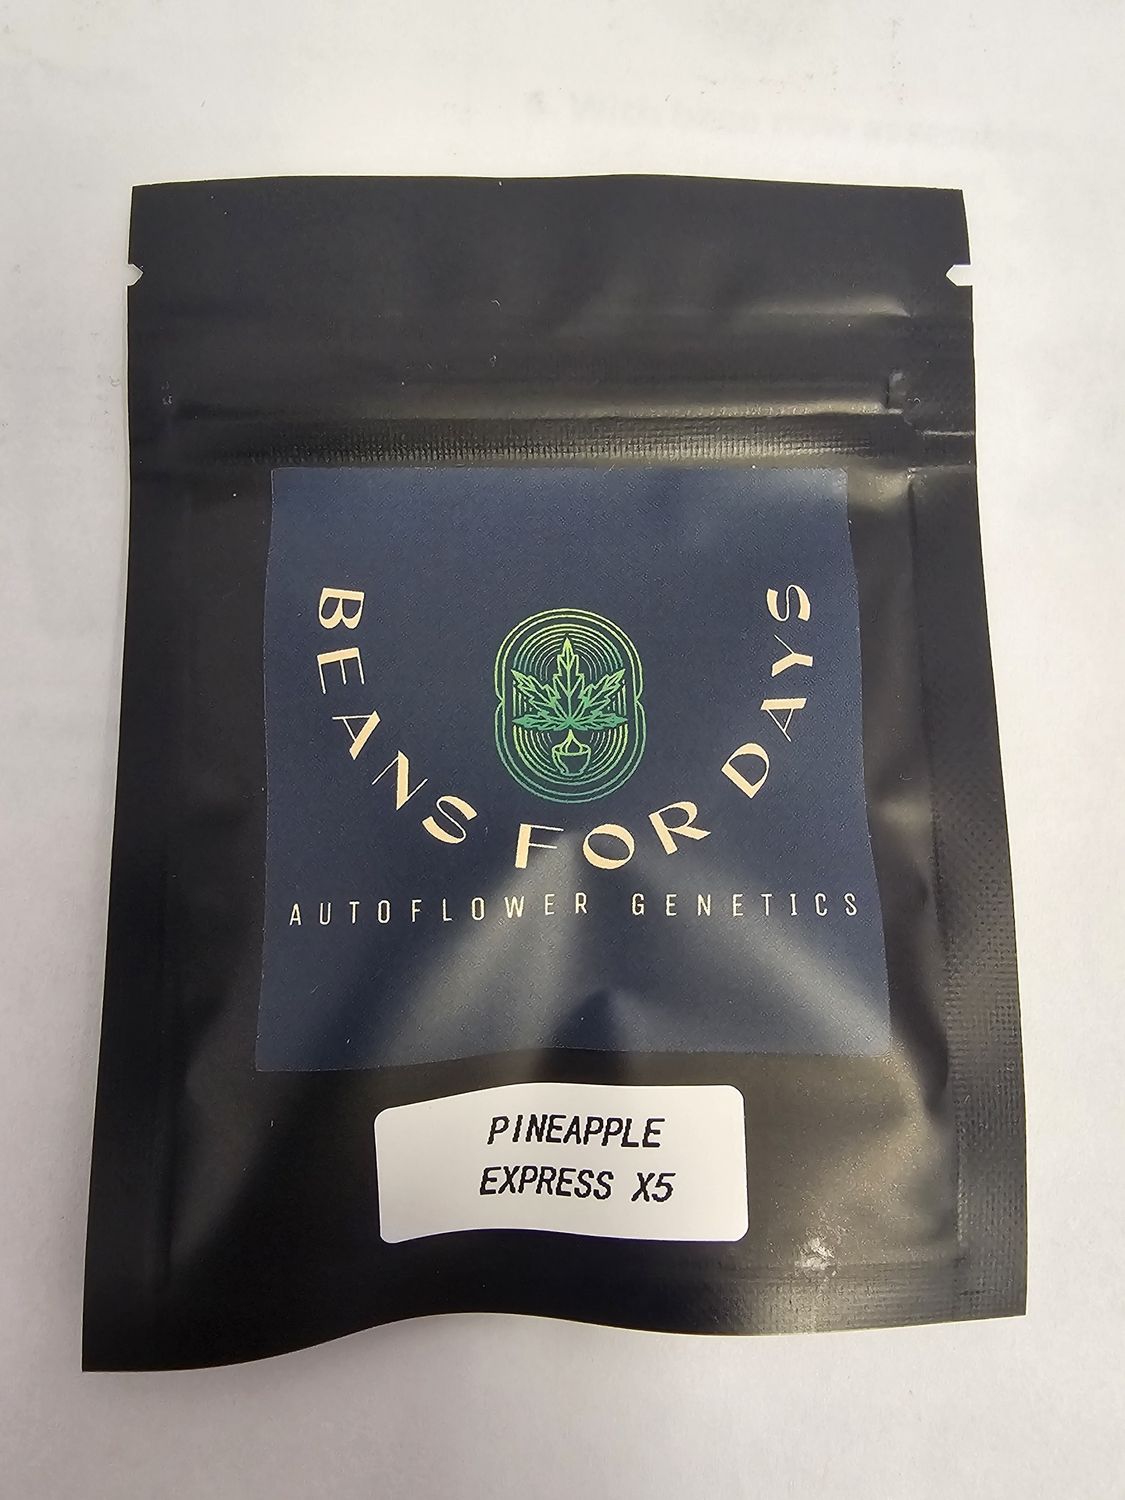 BEANS FOR DAYS
AUTOFLOWER GENETICS
PINEAPPLE
EXPRESS X5